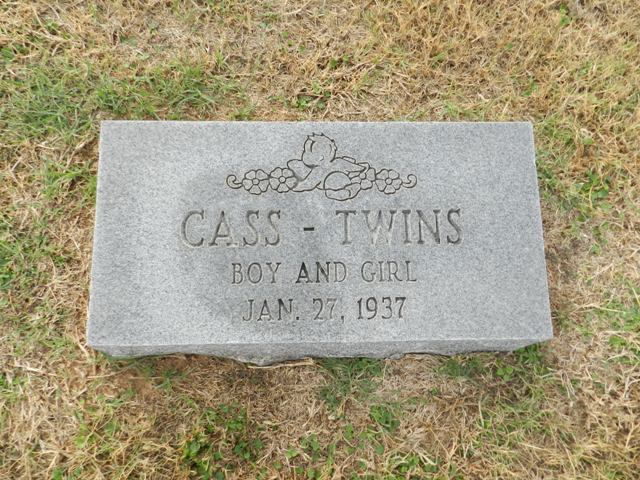 CASS - TWINS
BOY AND GIRL
JAN. 27, 1937